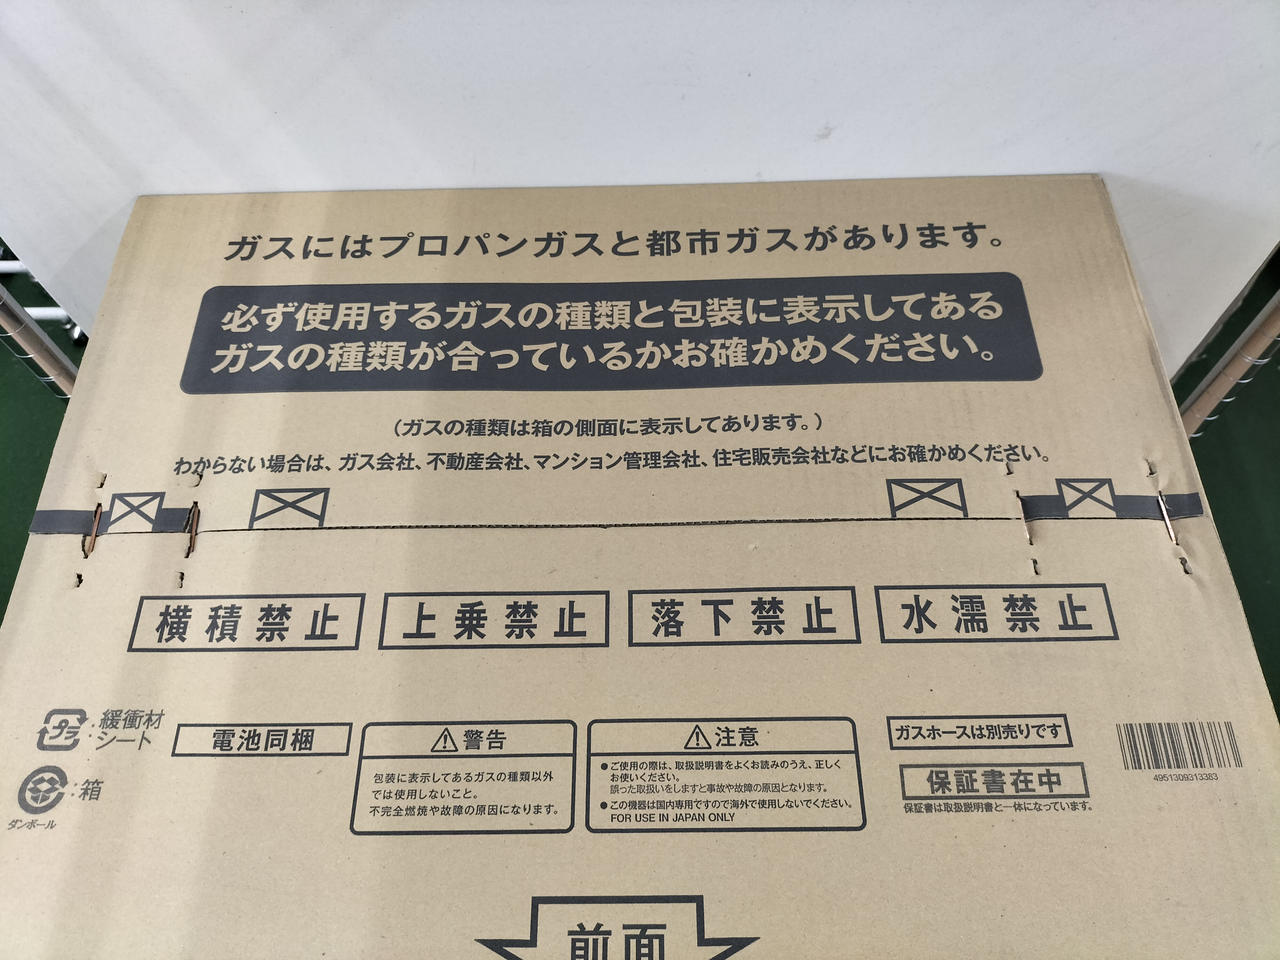 ガスにはプロパンガスと都市ガスがあります。
必ず使用するガスの種類と包装に表示してある
ガスの種類が合っているかお確かめください。
（ガスの種類は箱の側面に表示してあります。）
わからない場合は、ガス会社、不動産会社、マンション管理会社、住宅販売会社などにお確かめください。
横積禁止
上乗禁止
落下禁止
水濡禁止
プラ
:緩衝材
シート
:箱
ダンボール
電池同梱
警告
包装に表示してあるガスの種類以外
では使用しないこと。
不完全燃焼や故障の原因になります。
注意
●ご使用の際は、取扱説明書をよくお読みのうえ、正しく
お使いください。
誤った取扱いをしますと事故や故障の原因となります。
●この機器は国内専用ですので海外で使用しないでください。
FOR USE IN JAPAN ONLY
ガスホースは別売りです
保証書在中
保証書は取扱説明書と一体になっています。
4951309313383
前面